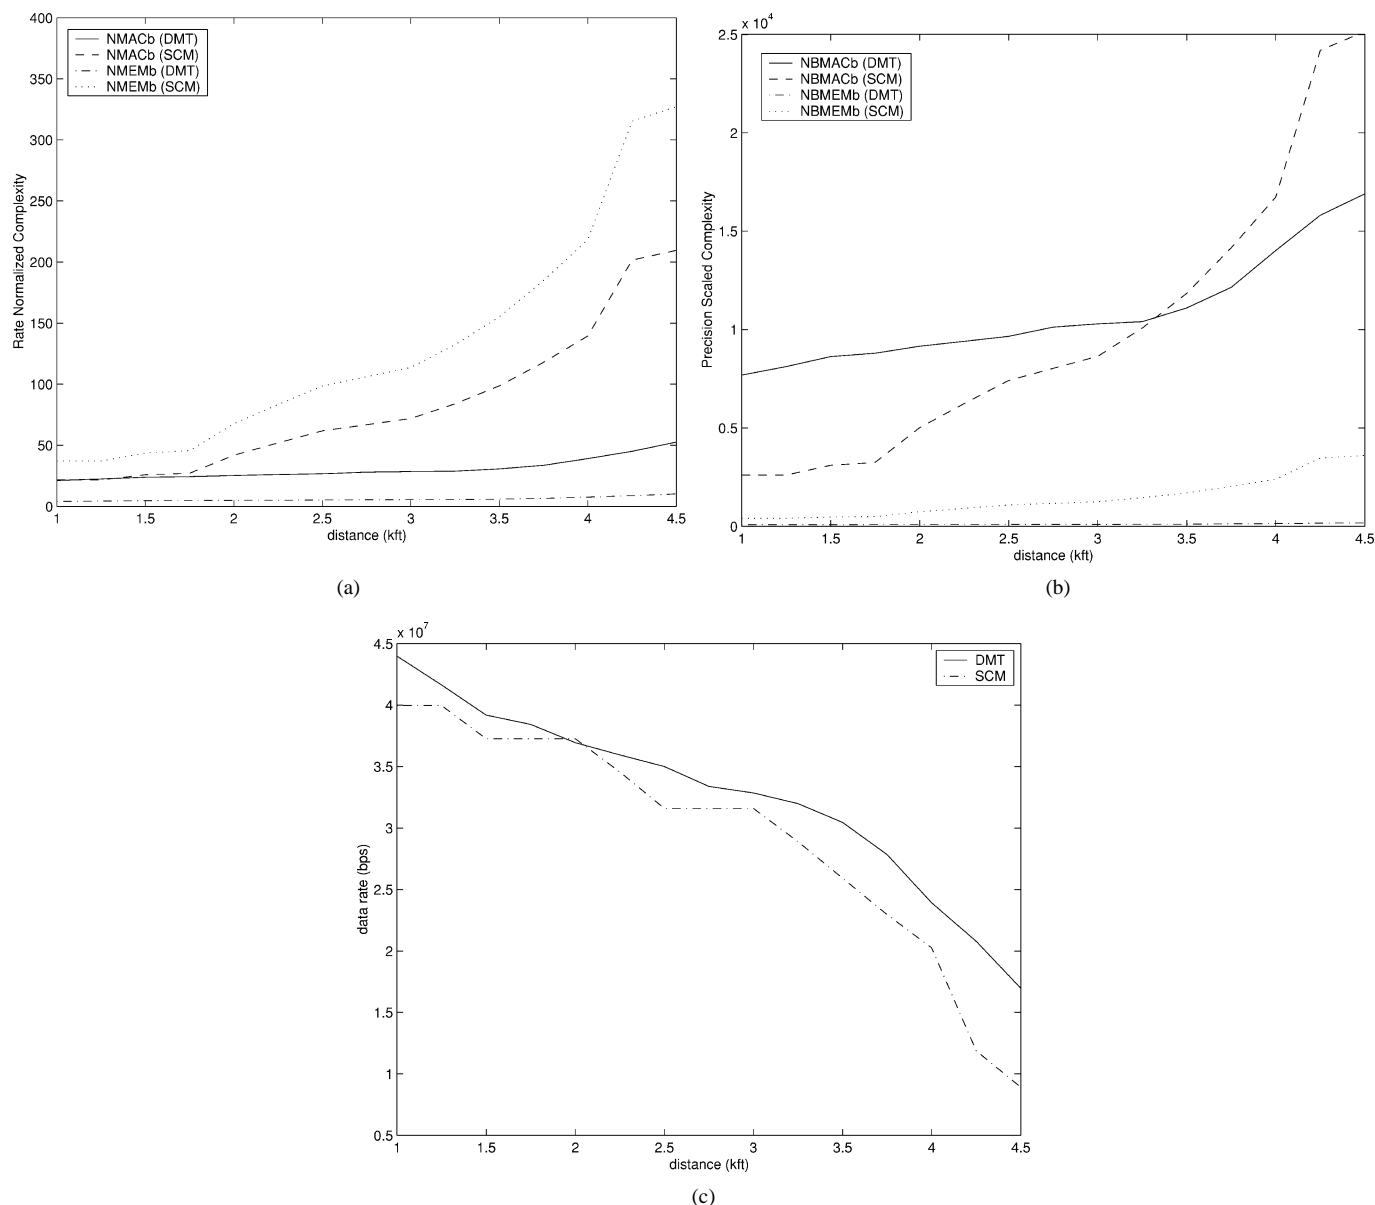 400
350
300
250
200
150
100
50
0
Rate Normalized Complexity
NMACb (DMT)
NMACb (SCM)
NMEMb (DMT)
NMEMb (SCM)
1 1.5 2 2.5 3 3.5 4 4.5
distance (kft)
(a)
x 10^4
2.5
2
1.5
1
0.5
0
Precision Scaled Complexity
NBMACb (DMT)
NBMACb (SCM)
NBMEMb (DMT)
NBMEMb (SCM)
1 1.5 2 2.5 3 3.5 4 4.5
distance (kft)
(b)
x 10^7
4.5
4
3.5
3
2.5
2
1.5
1
0.5
data rate (bps)
DMT
SCM
1 1.5 2 2.5 3 3.5 4 4.5
distance (kft)
(c)